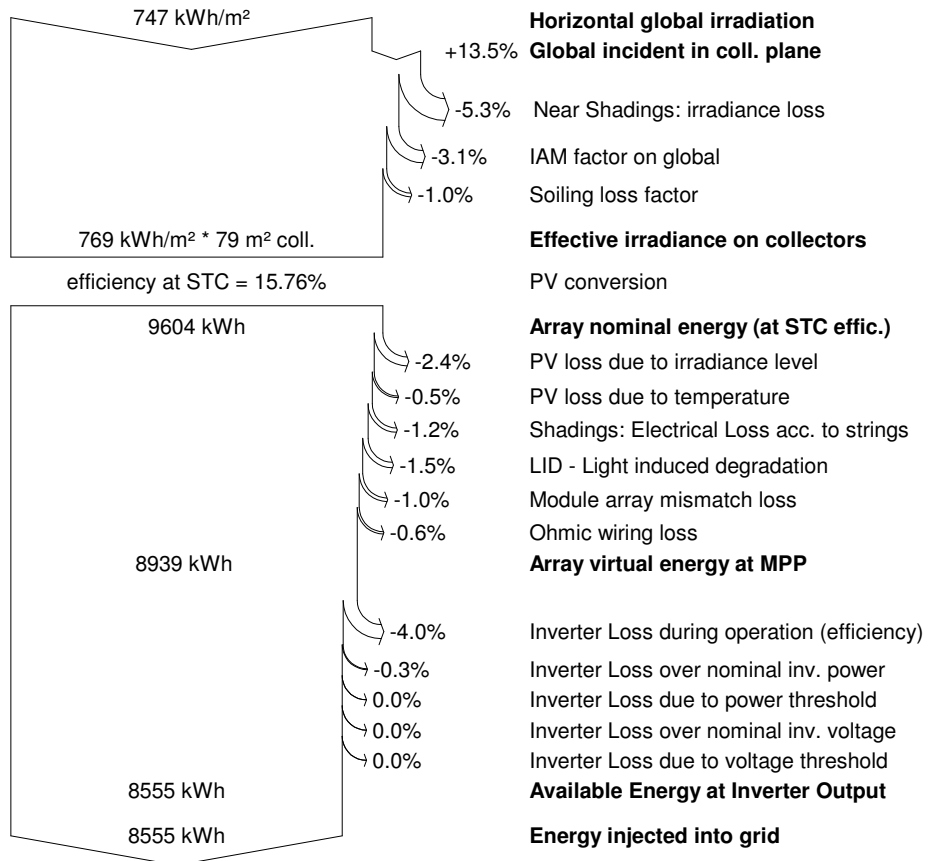 747 kWh/m² Horizontal global irradiation
+13.5% Global incident in coll. plane
-5.3% Near Shadings: irradiance loss
-3.1% IAM factor on global
-1.0% Soiling loss factor
769 kWh/m² * 79 m² coll. Effective irradiance on collectors
efficiency at STC = 15.76% PV conversion
9604 kWh Array nominal energy (at STC effic.)
-2.4% PV loss due to irradiance level
-0.5% PV loss due to temperature
-1.2% Shadings: Electrical Loss acc. to strings
-1.5% LID - Light induced degradation
-1.0% Module array mismatch loss
-0.6% Ohmic wiring loss
8939 kWh Array virtual energy at MPP
-4.0% Inverter Loss during operation (efficiency)
-0.3% Inverter Loss over nominal inv. power
0.0% Inverter Loss due to power threshold
0.0% Inverter Loss over nominal inv. voltage
0.0% Inverter Loss due to voltage threshold
8555 kWh Available Energy at Inverter Output
8555 kWh Energy injected into grid